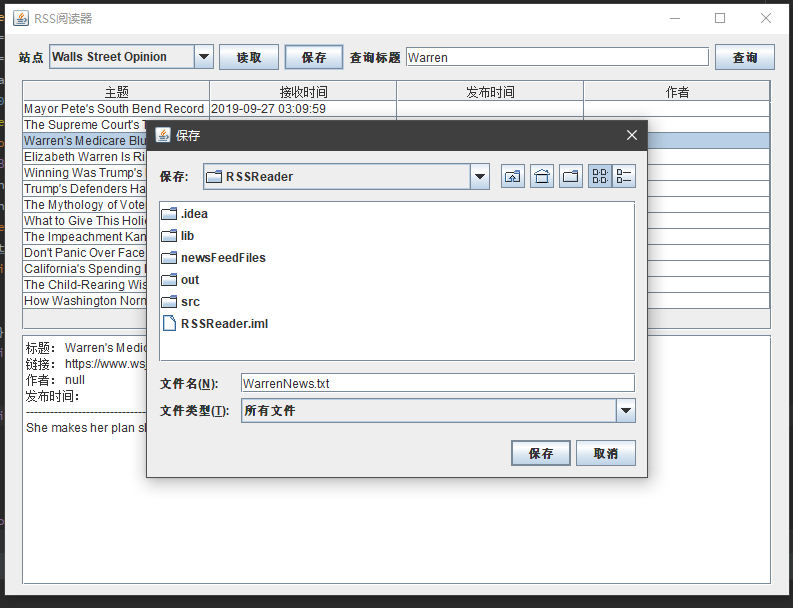 RSS阅读器
站点 Walls Street Opinion 读取 保存 查询标题 Warren 查询
主题 接收时间 发布时间 作者
Mayor Pete's South Bend Record 2019-09-27 03:09:59
The Supreme Court's
Warren's Medicare Blu
Elizabeth Warren Is Ri
Winning Was Trump's
Trump's Defenders Ha
The Mythology of Vote
What to Give This Holi
The Impeachment Kan
Don't Panic Over Face
California's Spending
The Child-Rearing Wis
How Washington Norm
标题: Warren's Medic
链接: https://www.ws
作者: null
发布时间:
She makes her plan sl
保存
保存: RSSReader
.idea
lib
newsFeedFiles
out
src
RSSReader.iml
文件名(N): WarrenNews.txt
文件类型(T): 所有文件
保存 取消